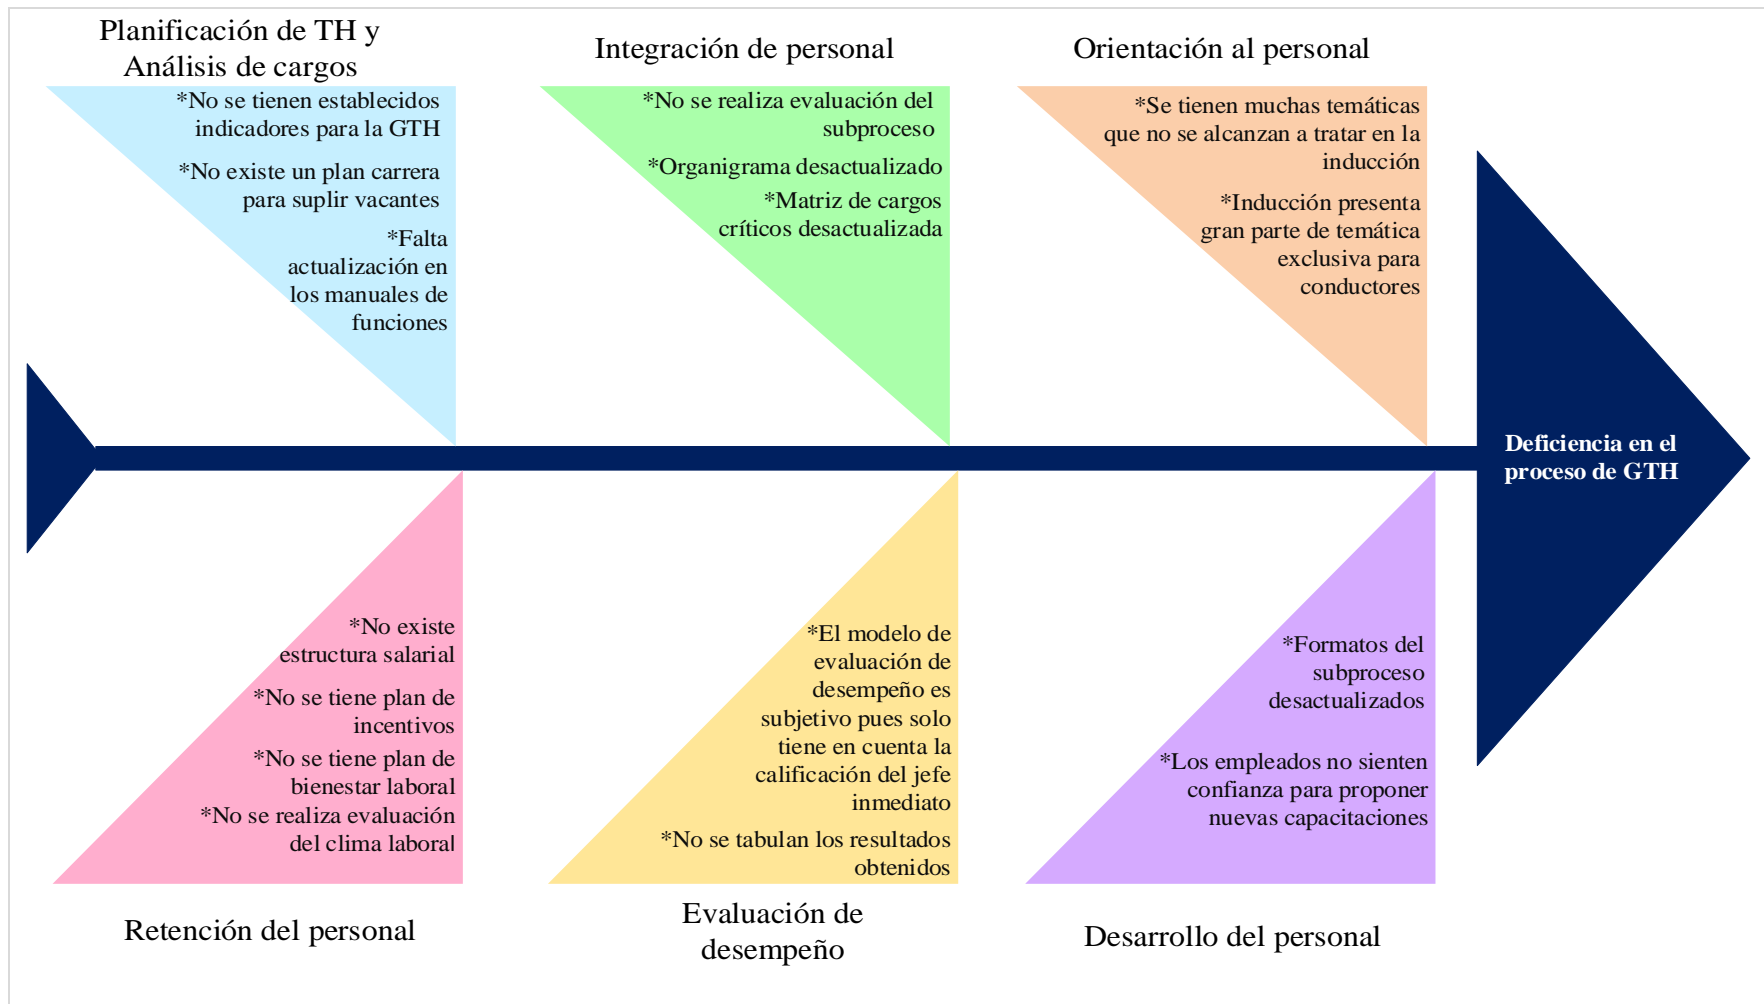 Planificación de TH y
Análisis de cargos
*No se tienen establecidos
indicadores para la GTH
*No existe un plan carrera
para suplir vacantes
*Falta
actualización en
los manuales de
funciones
Integración de personal
*No se realiza evaluación del
subproceso
*Organigrama desactualizado
*Matriz de cargos
críticos desactualizada
Orientación al personal
*Se tienen muchas temáticas
que no se alcanzan a tratar en la
inducción
*Inducción presenta
gran parte de temática
exclusiva para
conductores
Deficiencia en el
proceso de GTH
*No existe
estructura salarial
*No se tiene plan de
incentivos
*No se tiene plan de
bienestar laboral
*No se realiza evaluación
del clima laboral
Retención del personal
*El modelo de
evaluación de
desempeño es
subjetivo pues solo
tiene en cuenta la
calificación del jefe
inmediato
*No se tabulan los resultados
obtenidos
Evaluación de
desempeño
*Formatos del
subproceso
desactualizados
*Los empleados no sienten
confianza para proponer
nuevas capacitaciones
Desarrollo del personal